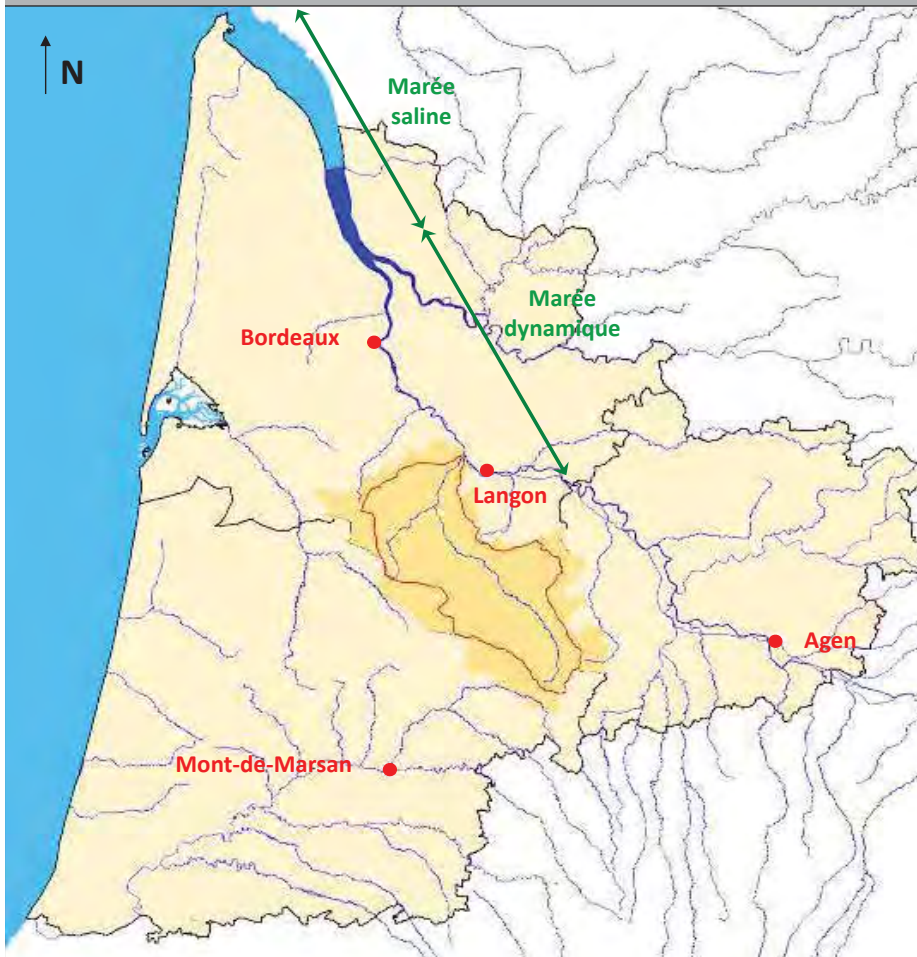 N
Marée
saline
Marée
dynamique
Bordeaux
Langon
Agen
Mont-de-Marsan